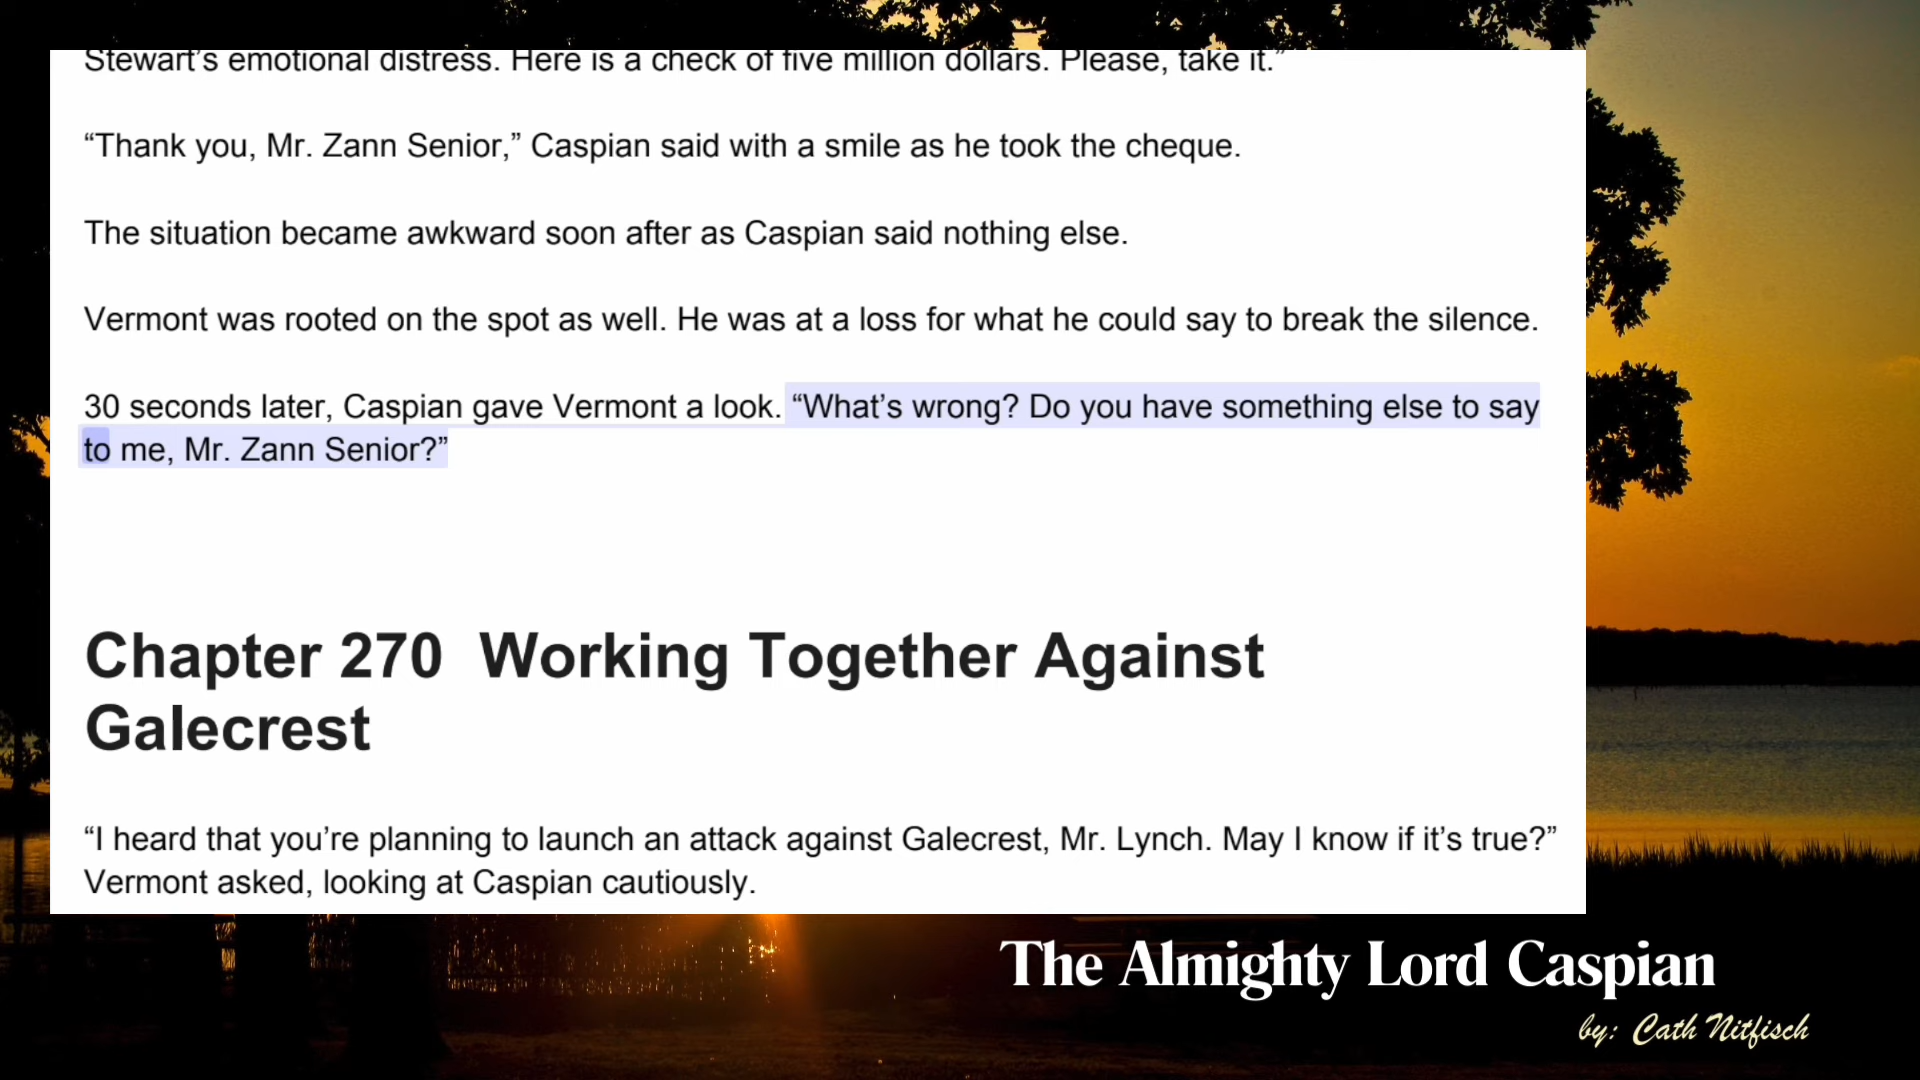 Stewart’s emotional distress. Here is a check of five million dollars. Please, take it.”
“Thank you, Mr. Zann Senior,” Caspian said with a smile as he took the cheque.
The situation became awkward soon after as Caspian said nothing else.
Vermont was rooted on the spot as well. He was at a loss for what he could say to break the silence.
30 seconds later, Caspian gave Vermont a look. “What’s wrong? Do you have something else to say
to me, Mr. Zann Senior?”
Chapter 270 Working Together Against
Galecrest
“I heard that you’re planning to launch an attack against Galecrest, Mr. Lynch. May I know if it’s true?”
Vermont asked, looking at Caspian cautiously.
The Almighty Lord Caspian
by: Cath Nitfisch